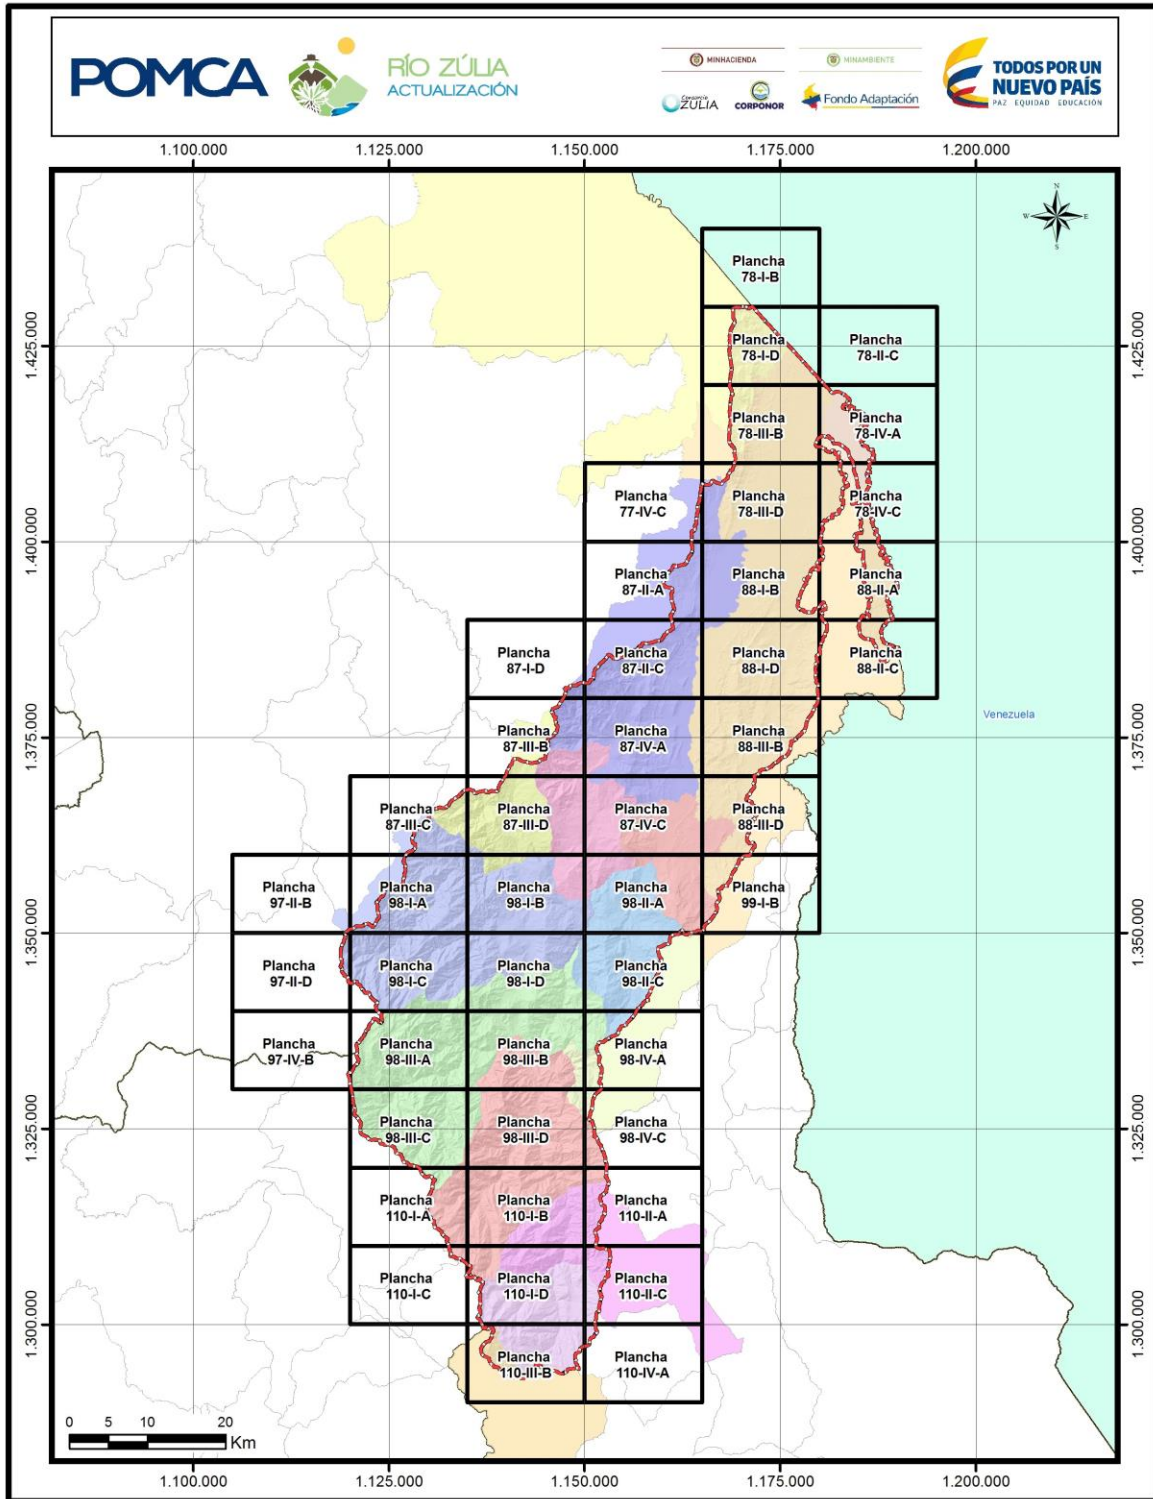 POMCA
RÍO ZÚLIA
ACTUALIZACIÓN
MINHACIENDA
MINAMBIENTE
Consorcio
ZULIA
CORPONOR
Fondo Adaptación
TODOS POR UN
NUEVO PAÍS
PAZ EQUIDAD EDUCACIÓN
1.100.000
1.125.000
1.150.000
1.175.000
1.200.000
N
W
E
S
Plancha
78-I-B
1.425.000
Plancha
78-I-D
Plancha
78-II-C
1.425.000
Plancha
78-III-B
Plancha
78-IV-A
Plancha
77-IV-C
Plancha
78-III-D
Plancha
78-IV-C
1.400.000
1.400.000
Plancha
87-II-A
Plancha
88-I-B
Plancha
88-II-A
Plancha
87-I-D
Plancha
87-II-C
Plancha
88-I-D
Plancha
88-II-C
Venezuela
1.375.000
Plancha
87-III-B
Plancha
87-IV-A
Plancha
88-III-B
1.375.000
Plancha
87-III-C
Plancha
87-III-D
Plancha
87-IV-C
Plancha
88-III-D
Plancha
97-II-B
Plancha
98-I-A
Plancha
98-I-B
Plancha
98-II-A
Plancha
99-I-B
1.350.000
1.350.000
Plancha
97-II-D
Plancha
98-I-C
Plancha
98-I-D
Plancha
98-II-C
Plancha
97-IV-B
Plancha
98-III-A
Plancha
98-III-B
Plancha
98-IV-A
1.325.000
Plancha
98-III-C
Plancha
98-III-D
Plancha
98-IV-C
1.325.000
Plancha
110-I-A
Plancha
110-I-B
Plancha
110-II-A
Plancha
110-I-C
Plancha
110-I-D
Plancha
110-II-C
1.300.000
1.300.000
Plancha
110-III-B
Plancha
110-IV-A
0 5 10 20
Km
1.100.000
1.125.000
1.150.000
1.175.000
1.200.000